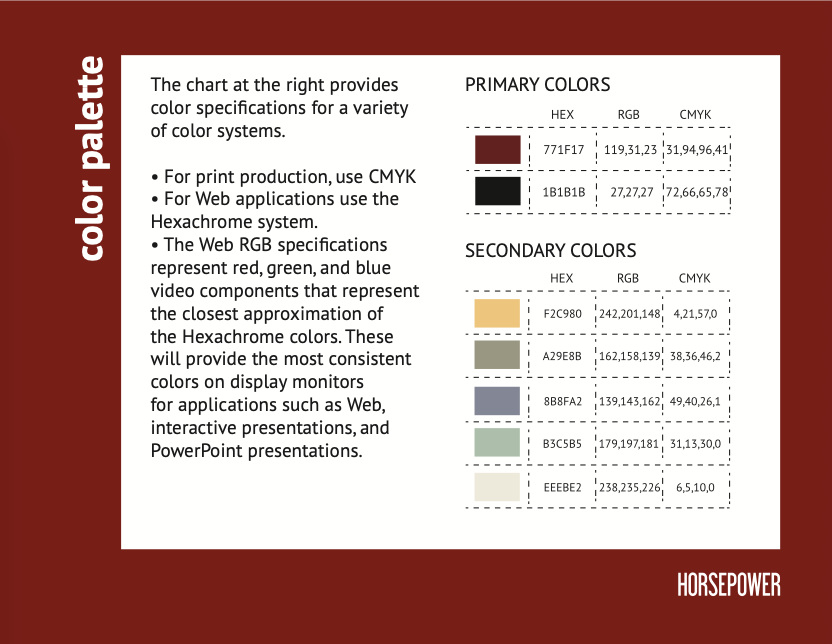 color palette
The chart at the right provides
color specifications for a variety
of color systems.
• For print production, use CMYK
• For Web applications use the
Hexachrome system.
• The Web RGB specifications
represent red, green, and blue
video components that represent
the closest approximation of
the Hexachrome colors. These
will provide the most consistent
colors on display monitors
for applications such as Web,
interactive presentations, and
PowerPoint presentations.
PRIMARY COLORS
HEX RGB CMYK
771F17 119,31,23 31,94,96,41
1B1B1B 27,27,27 72,66,65,78
SECONDARY COLORS
HEX RGB CMYK
F2C980 242,201,148 4,21,57,0
A29E8B 162,158,139 38,36,46,2
8B8FA2 139,143,162 49,40,26,1
B3C5B5 179,197,181 31,13,30,0
EEEBE2 238,235,226 6,5,10,0
HORSEPOWER